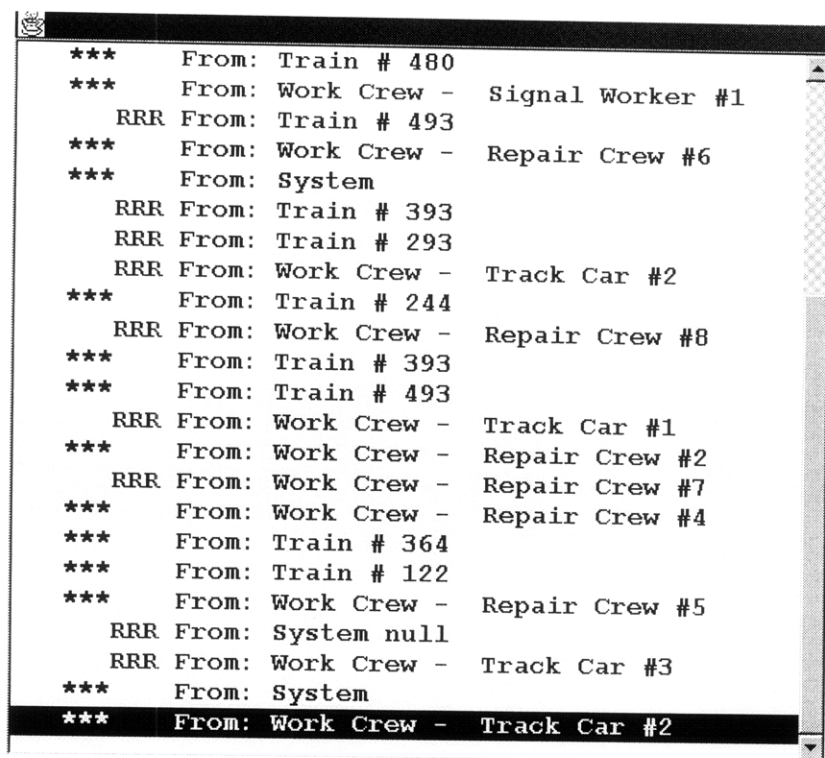 *** From: Train # 480
*** From: Work Crew - Signal Worker #1
RRR From: Train # 493
*** From: Work Crew - Repair Crew #6
*** From: System
RRR From: Train # 393
RRR From: Train # 293
RRR From: Work Crew - Track Car #2
*** From: Train # 244
RRR From: Work Crew - Repair Crew #8
*** From: Train # 393
*** From: Train # 493
RRR From: Work Crew - Track Car #1
*** From: Work Crew - Repair Crew #2
RRR From: Work Crew - Repair Crew #7
*** From: Work Crew - Repair Crew #4
*** From: Train # 364
*** From: Train # 122
*** From: Work Crew - Repair Crew #5
RRR From: System null
RRR From: Work Crew - Track Car #3
*** From: System
*** From: Work Crew - Track Car #2